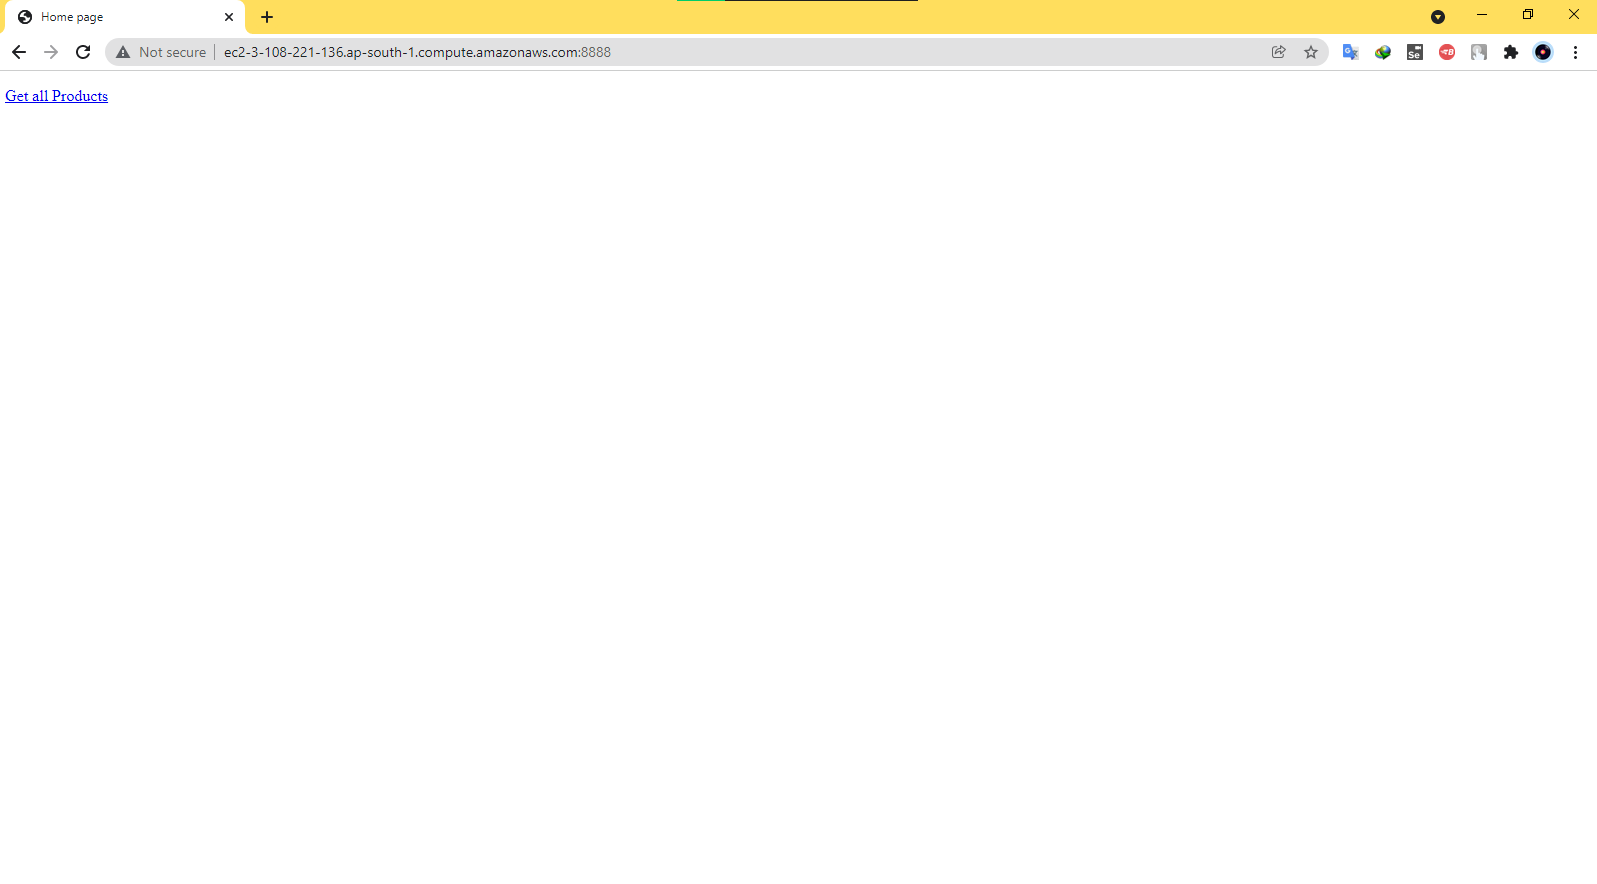 Home page
Not secure ec2-3-108-221-136.ap-south-1.compute.amazonaws.com:8888
Se
Get all Products